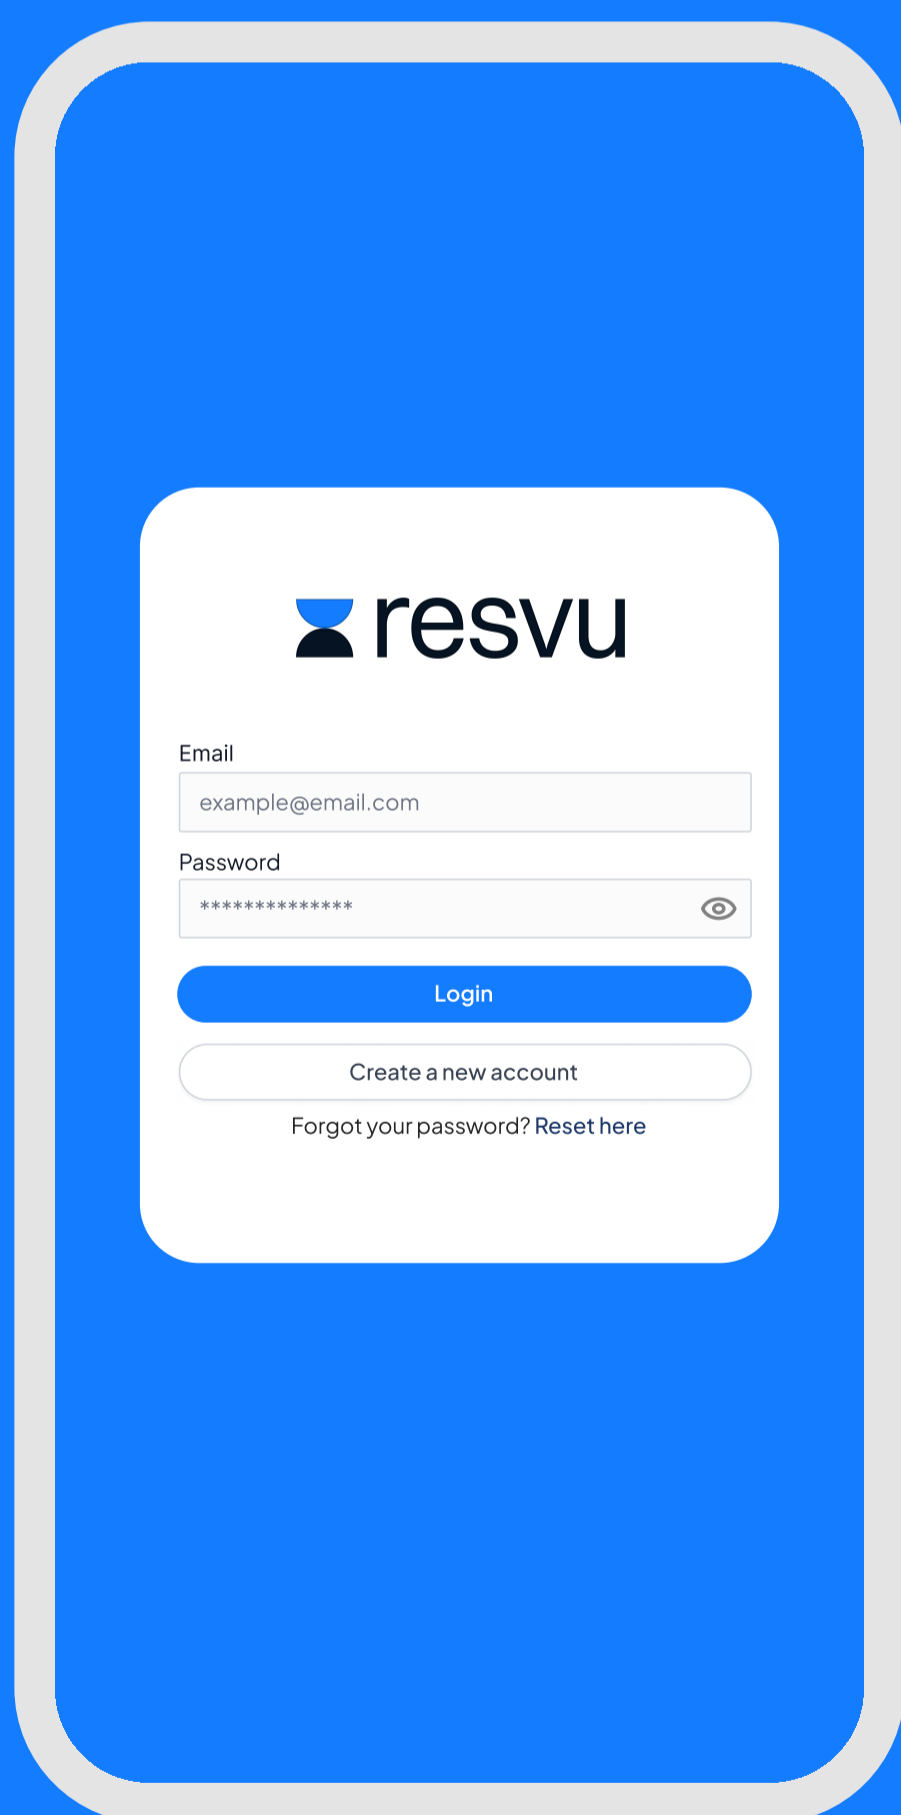 resvu
Email
example@email.com
Password
**************
Login
Create a new account
Forgot your password? Reset here